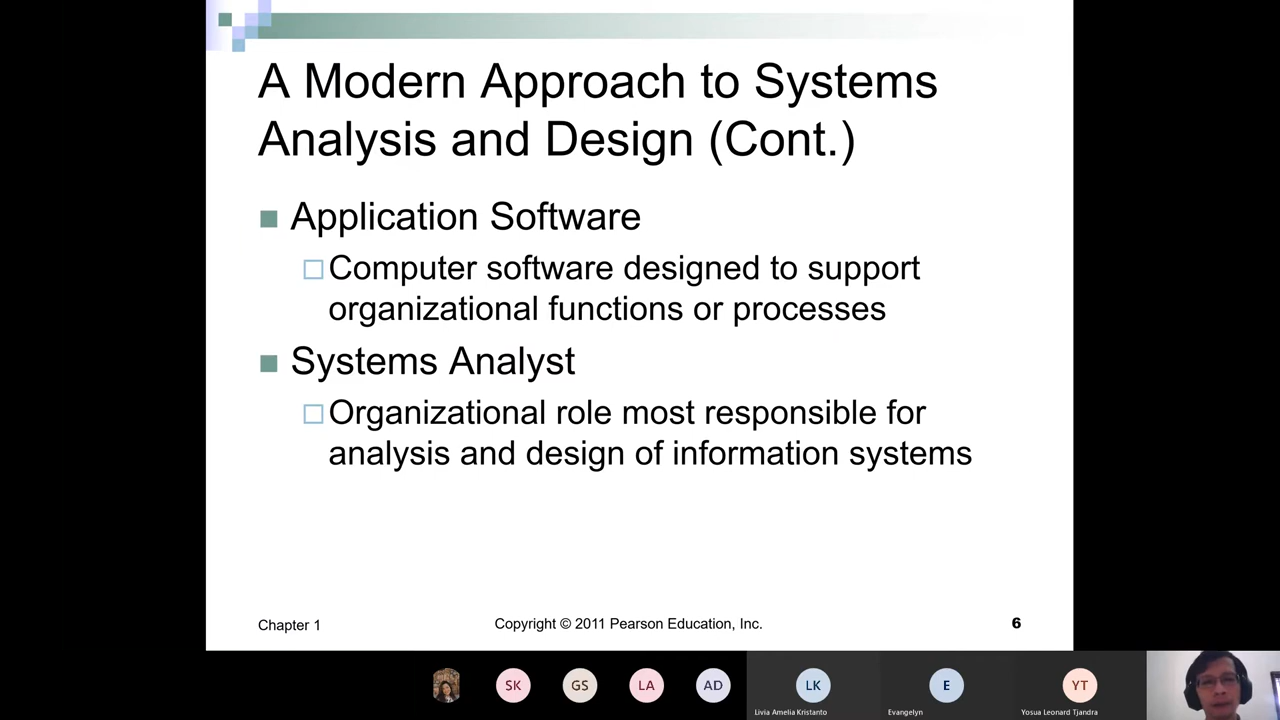 A Modern Approach to Systems
Analysis and Design (Cont.)
Application Software
Computer software designed to support
organizational functions or processes
Systems Analyst
Organizational role most responsible for
analysis and design of information systems
Chapter 1
Copyright © 2011 Pearson Education, Inc.
6
SK
GS
LA
AD
LK
E
YT
Livia Amelia Kristanto
Evangelyn
Yosua Leonard Tjandra